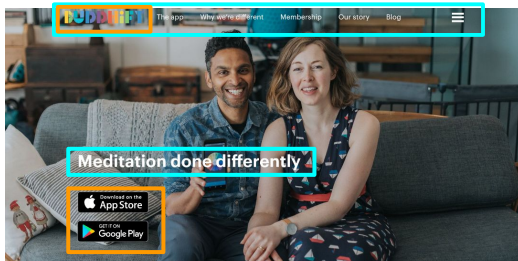 The app Why we're different Membership Our story Blog
Meditation done differently
Download on the
App Store
GET IT ON
Google Play